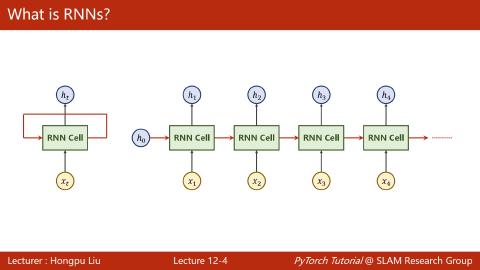 What is RNNs?
h_t
h_1 h_2 h_3 h_4
RNN Cell
h_0
RNN Cell RNN Cell RNN Cell RNN Cell
x_t
x_1 x_2 x_3 x_4
Lecturer : Hongpu Liu
Lecture 12-4
PyTorch Tutorial @ SLAM Research Group